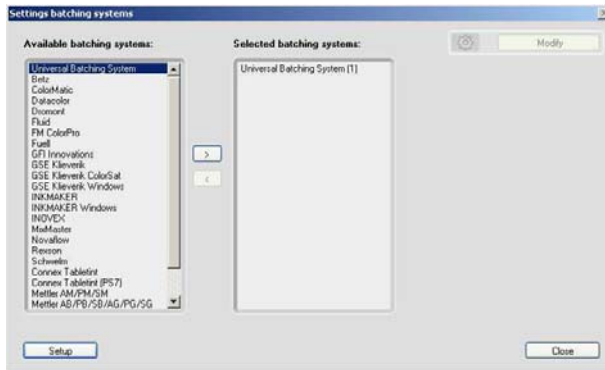 Settings batching systems
Available batching systems:
Selected batching systems:
Modify
Universal Batching System
Betz
ColorMatic
Datacolor
Dromont
Fluid
FM ColorPro
Fuell
GFI Innovations
GSE Klieverik
GSE Klieverik ColorSat
GSE Klieverik Windows
INKMAKER
INKMAKER Windows
INOVEX
MixMaster
Novaflow
Rexson
Schwelm
Connex Tabletint
Connex Tabletint (PS7)
Mettler AM/PM/SM
Mettler AB/PB/SB/AG/PG/SG
Universal Batching System (1)
>
<
Setup
Close